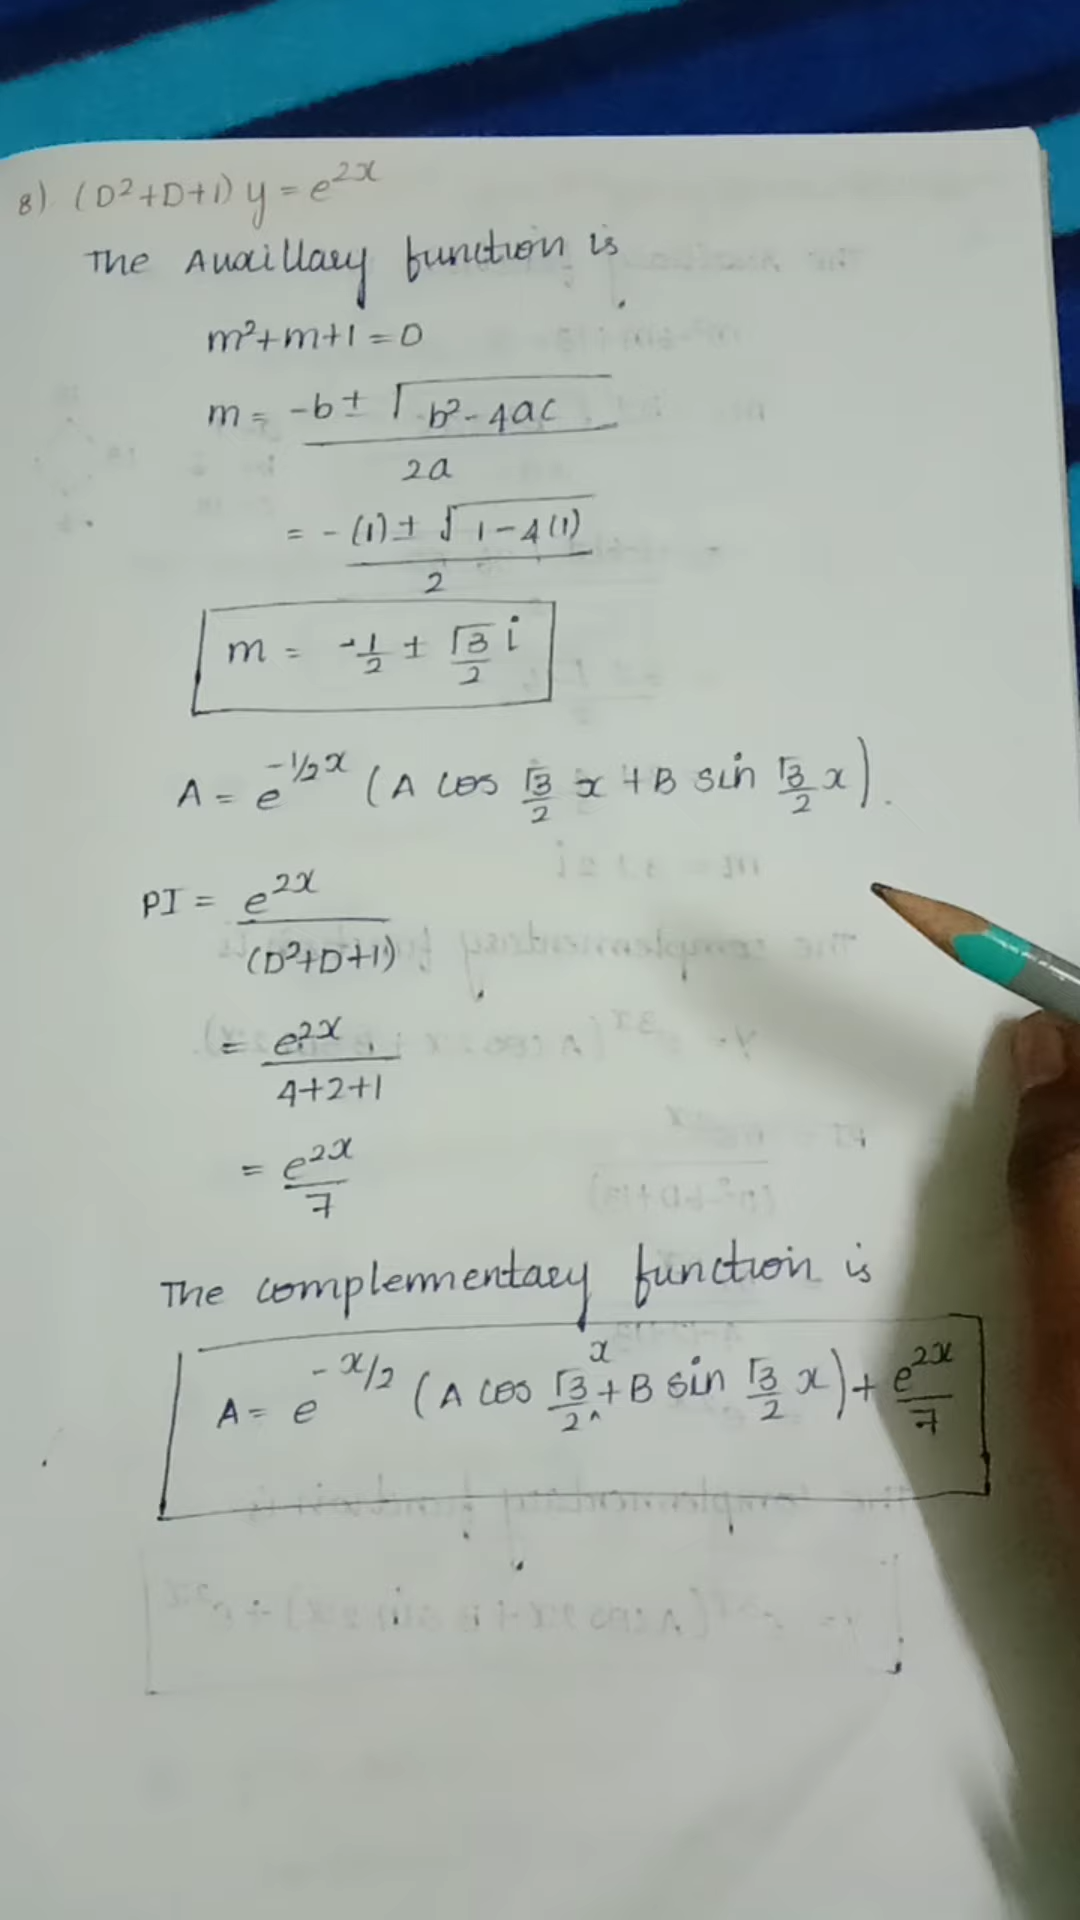 8) (D²+D+1) y = e^2x
The Auxillary function is
m²+m+1 = 0
m = -b ± √b²-4ac / 2a
= -(1) ± √1-4(1) / 2
m = -1/2 ± √3/2 i
A = e^-1/2x (A cos √3/2 x + B sin √3/2 x).
PI = e^2x / (D²+D+1)
= e^2x / 4+2+1
= e^2x / 7
The complementary function is
A = e^-x/2 (A cos √3/2 x + B sin √3/2 x) + e^2x / 7